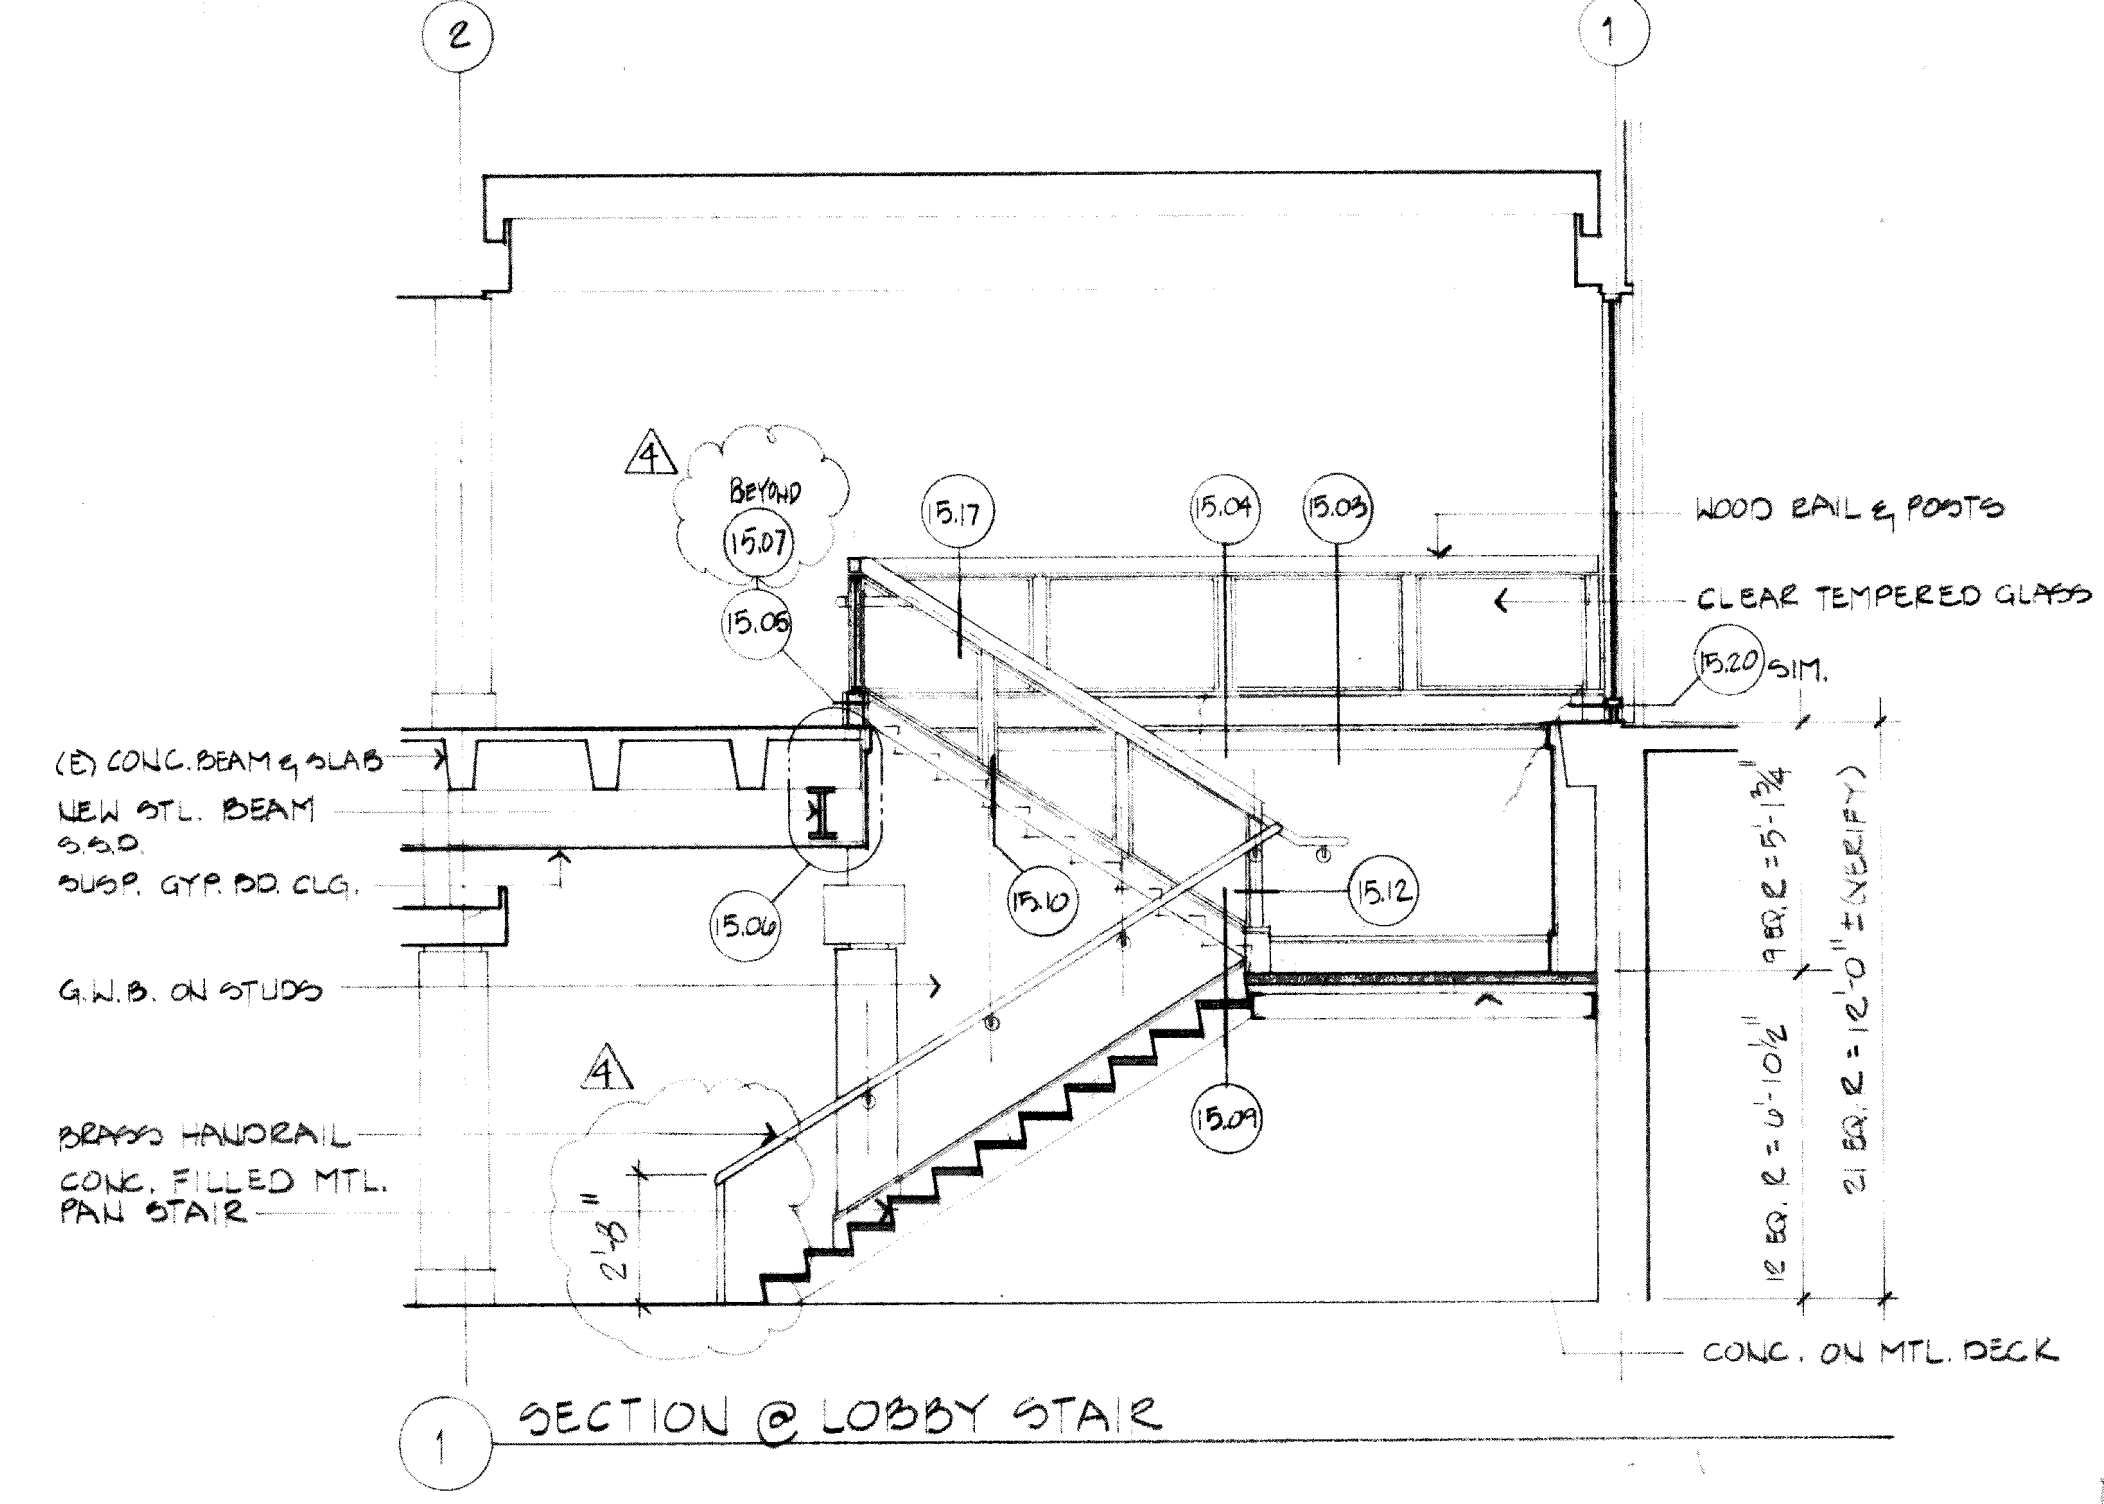 2
1
4
BEYOND
15.07
15.05
15.17
15.04
15.03
WOOD RAIL & POSTS
CLEAR TEMPERED GLASS
15.20 SIM.
(E) CONC. BEAM & SLAB
NEW STL. BEAM
S.S.D.
SUSP. GYP. BD. CLG.
15.06
15.10
15.12
9 EQ. R = 5'-1 3/4"
21 EQ. R = 12'-0" ± (VERIFY)
G.W.B. ON STUDS
12 EQ. R = 6'-10 1/2"
4
15.09
BRASS HANDRAIL
CONC. FILLED MTL.
PAN STAIR
2'-8"
CONC. ON MTL. DECK
1 SECTION @ LOBBY STAIR